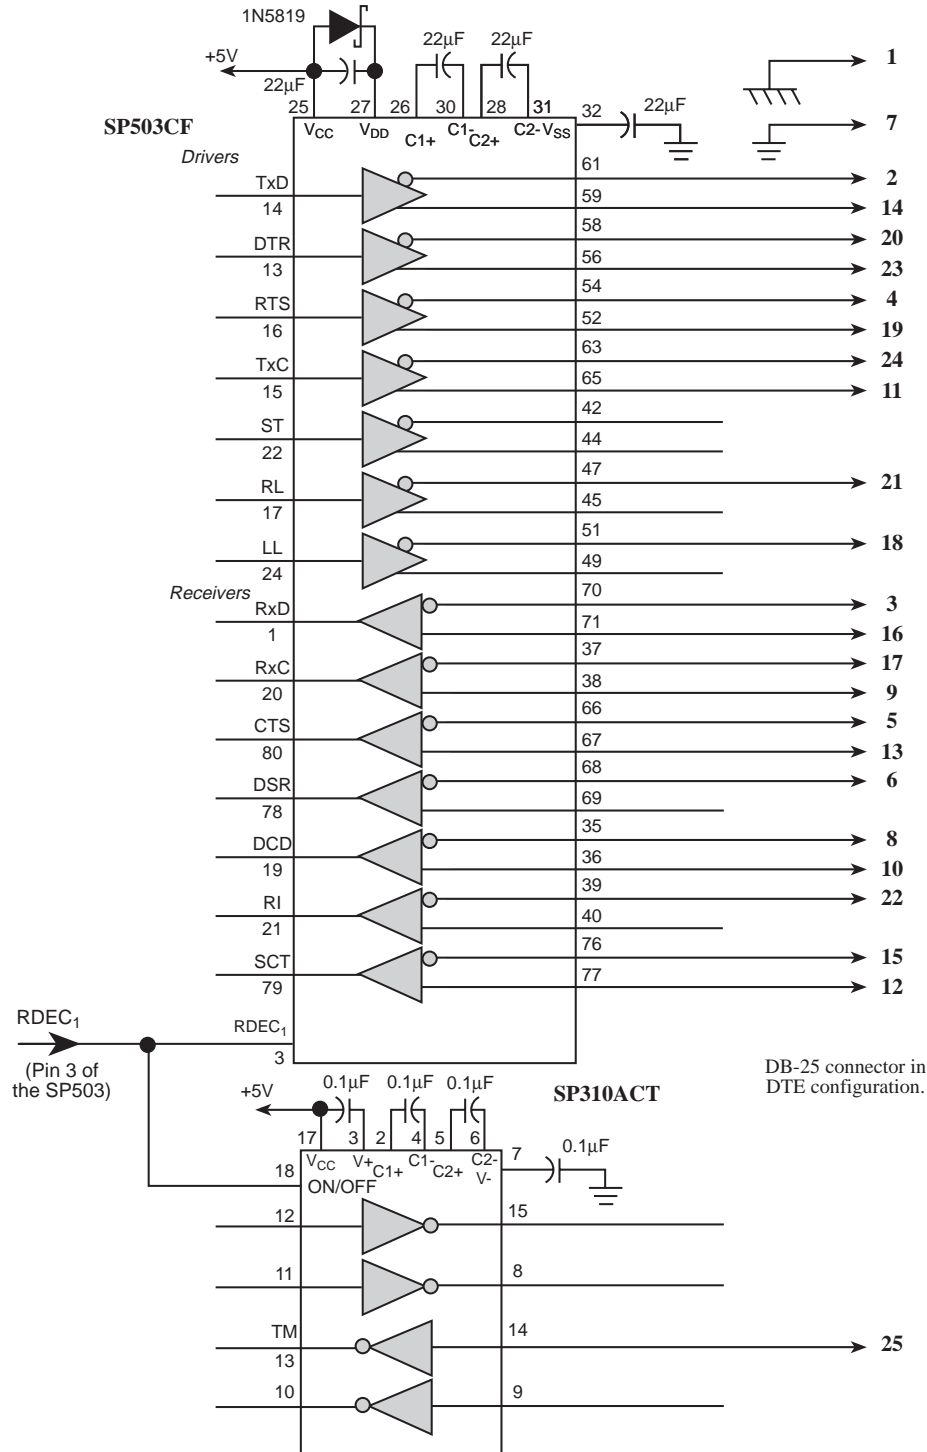 1N5819
+5V
22µF
22µF
22µF
1
25
27
26
30
28
31
32
22µF
SP503CF
VCC
VDD
C1+
C1-
C2+
C2-
VSS
7
Drivers
61
TxD
2
14
59
14
58
DTR
20
13
56
23
54
RTS
4
16
52
19
63
TxC
24
15
65
11
42
ST
22
44
47
RL
21
17
45
51
LL
18
24
49
Receivers
70
RxD
3
1
71
16
37
RxC
17
20
38
9
66
CTS
5
80
67
13
68
DSR
6
78
69
35
DCD
8
19
36
10
39
RI
22
21
40
76
SCT
15
79
77
12
RDEC1
RDEC1
3
(Pin 3 of
the SP503)
DB-25 connector in
DTE configuration.
+5V
0.1µF
0.1µF
0.1µF
SP310ACT
17
3
2
4
5
6
7
0.1µF
VCC
V+
C1+
C1-
C2+
C2-
V-
18
ON/OFF
12
15
11
8
TM
14
25
13
10
9